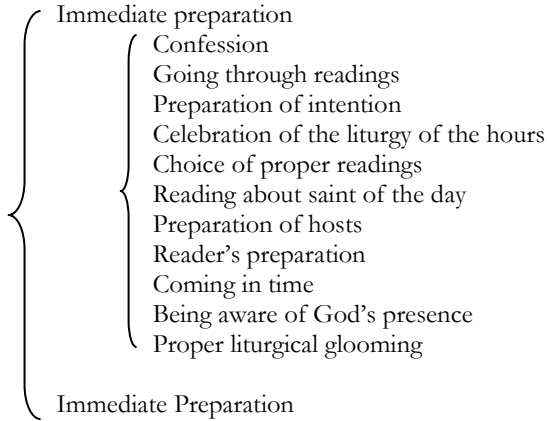 Immediate preparation
Confession
Going through readings
Preparation of intention
Celebration of the liturgy of the hours
Choice of proper readings
Reading about saint of the day
Preparation of hosts
Reader's preparation
Coming in time
Being aware of God's presence
Proper liturgical glooming
Immediate Preparation